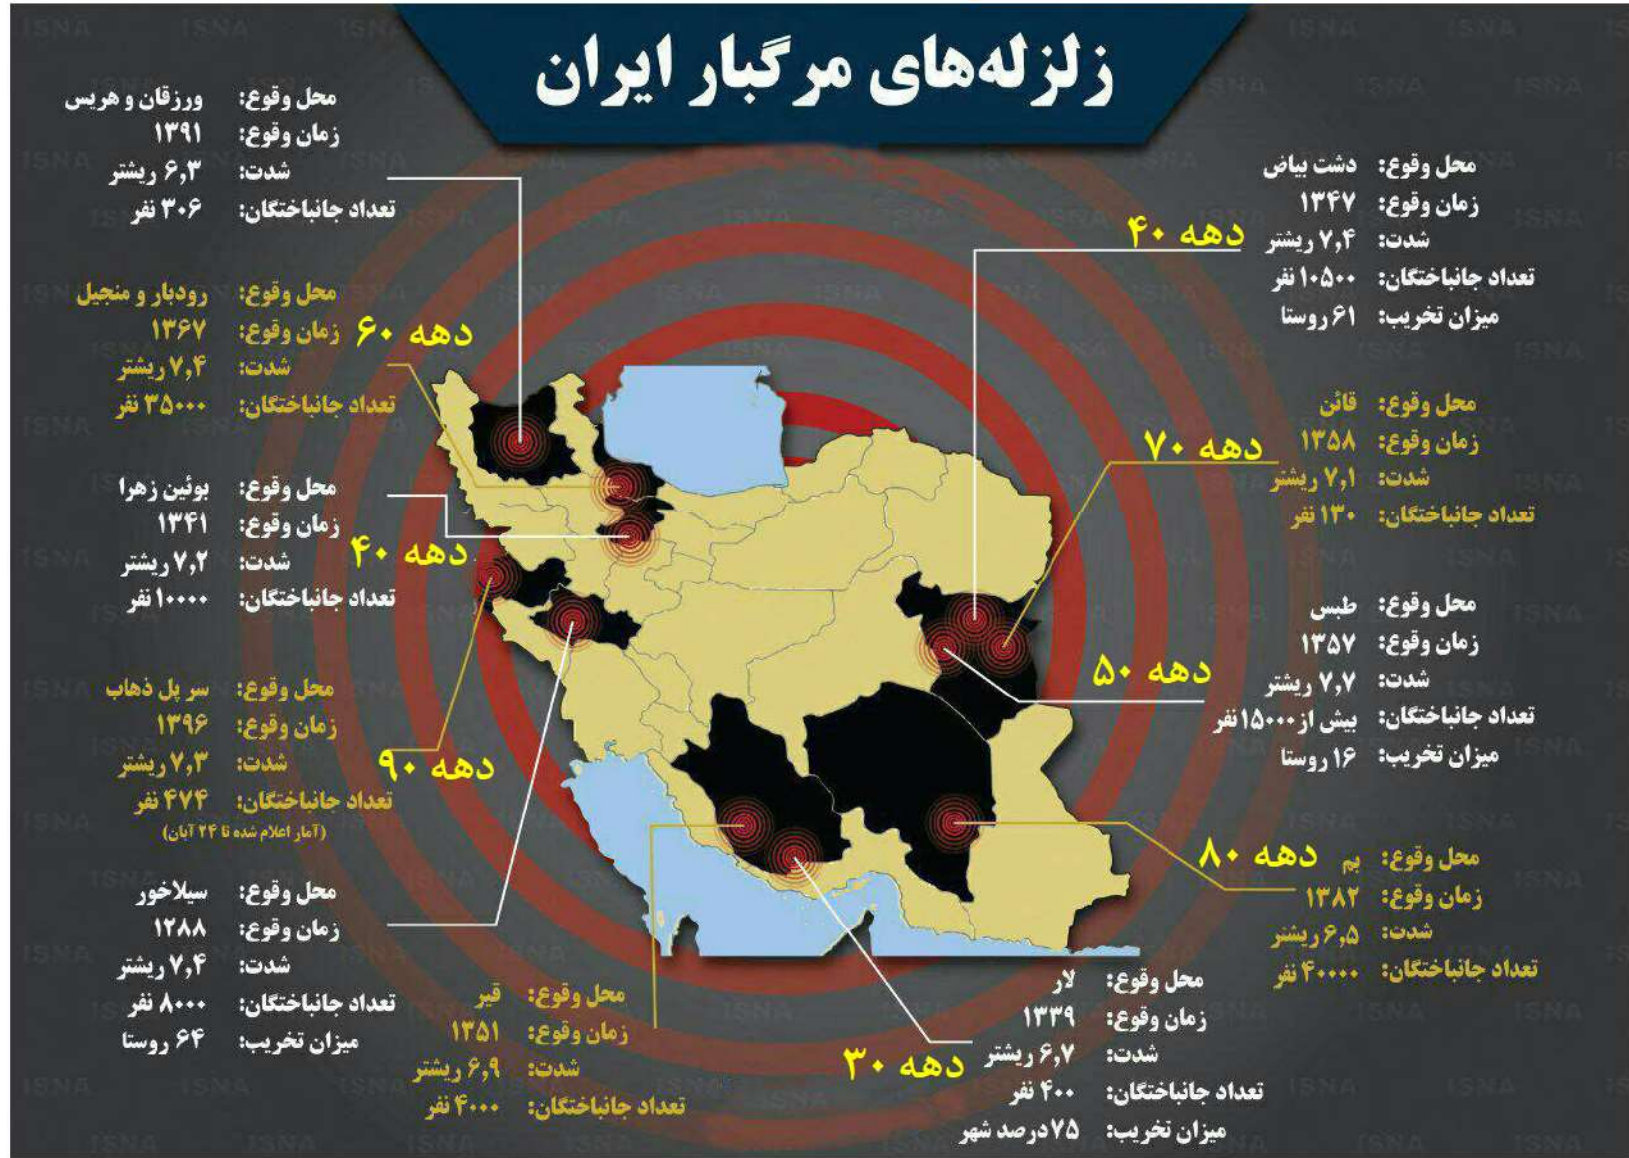 زلزله‌های مرگبار ایران
محل وقوع: دشت بیاض
زمان وقوع: ۱۳۴۷
شدت: ۷٫۴ ریشتر
تعداد جانباختگان: ۱۰۵۰۰ نفر
میزان تخریب: ۶۱ روستا
دهه ۴۰
محل وقوع: قائن
زمان وقوع: ۱۳۵۸
شدت: ۷٫۱ ریشتر
تعداد جانباختگان: ۱۳۰ نفر
دهه ۷۰
محل وقوع: طبس
زمان وقوع: ۱۳۵۷
شدت: ۷٫۷ ریشتر
تعداد جانباختگان: بیش از ۱۵۰۰۰ نفر
میزان تخریب: ۱۶ روستا
دهه ۵۰
محل وقوع: بم
زمان وقوع: ۱۳۸۲
شدت: ۶٫۵ ریشتر
تعداد جانباختگان: ۴۰۰۰۰ نفر
دهه ۸۰
محل وقوع: لار
زمان وقوع: ۱۳۳۹
شدت: ۶٫۷ ریشتر
تعداد جانباختگان: ۴۰۰ نفر
میزان تخریب: ۷۵ درصد شهر
دهه ۳۰
محل وقوع: ورزقان و هریس
زمان وقوع: ۱۳۹۱
شدت: ۶٫۳ ریشتر
تعداد جانباختگان: ۳۰۶ نفر
محل وقوع: رودبار و منجیل
زمان وقوع: ۱۳۶۷
شدت: ۷٫۴ ریشتر
تعداد جانباختگان: ۳۵۰۰۰ نفر
دهه ۶۰
محل وقوع: بوئین زهرا
زمان وقوع: ۱۳۴۱
شدت: ۷٫۲ ریشتر
تعداد جانباختگان: ۱۰۰۰۰ نفر
دهه ۴۰
محل وقوع: سر پل ذهاب
زمان وقوع: ۱۳۹۶
شدت: ۷٫۳ ریشتر
تعداد جانباختگان: ۴۷۴ نفر
(آمار اعلام شده تا ۲۴ آبان)
دهه ۹۰
محل وقوع: سیلاخور
زمان وقوع: ۱۲۸۸
شدت: ۷٫۴ ریشتر
تعداد جانباختگان: ۸۰۰۰ نفر
میزان تخریب: ۶۴ روستا
محل وقوع: قیر
زمان وقوع: ۱۳۵۱
شدت: ۶٫۹ ریشتر
تعداد جانباختگان: ۴۰۰۰ نفر
ISNA